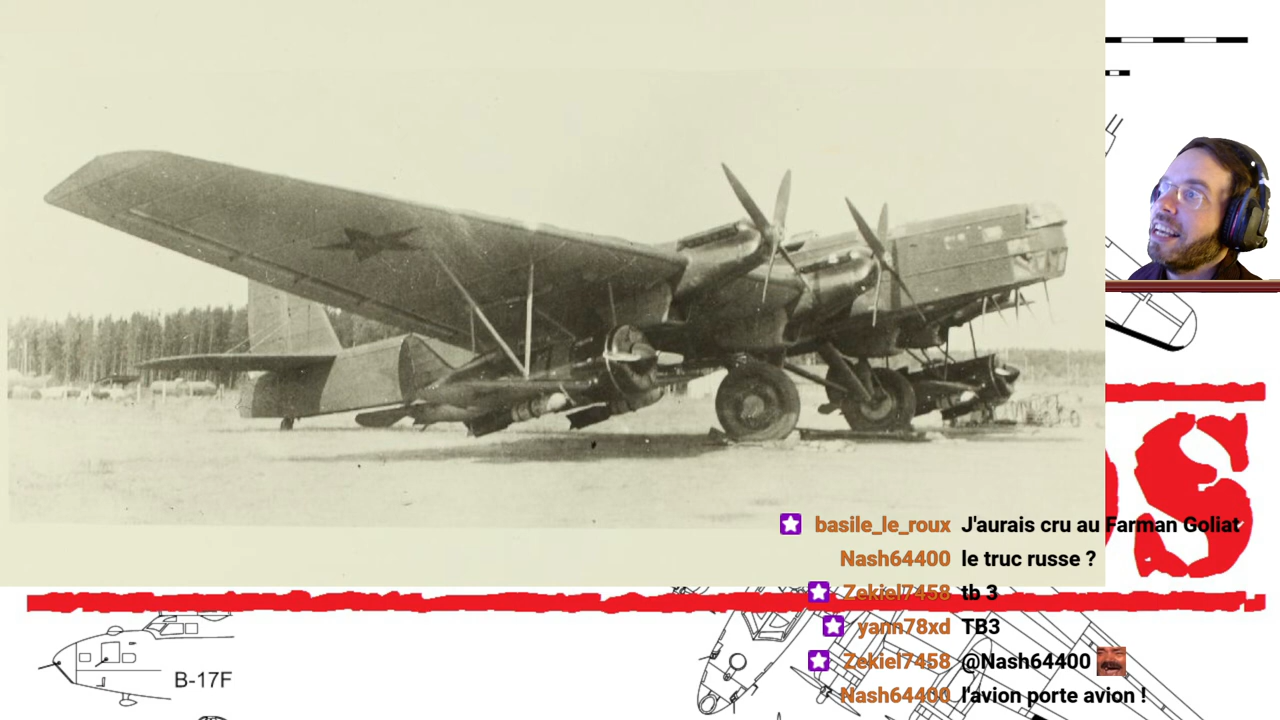 S
basile_le_roux J'aurais cru au Farman Goliat
Nash64400 le truc russe ?
Zekiel7458 tb 3
yann78xd TB3
Zekiel7458 @Nash64400
Nash64400 l'avion porte avion !
B-17F